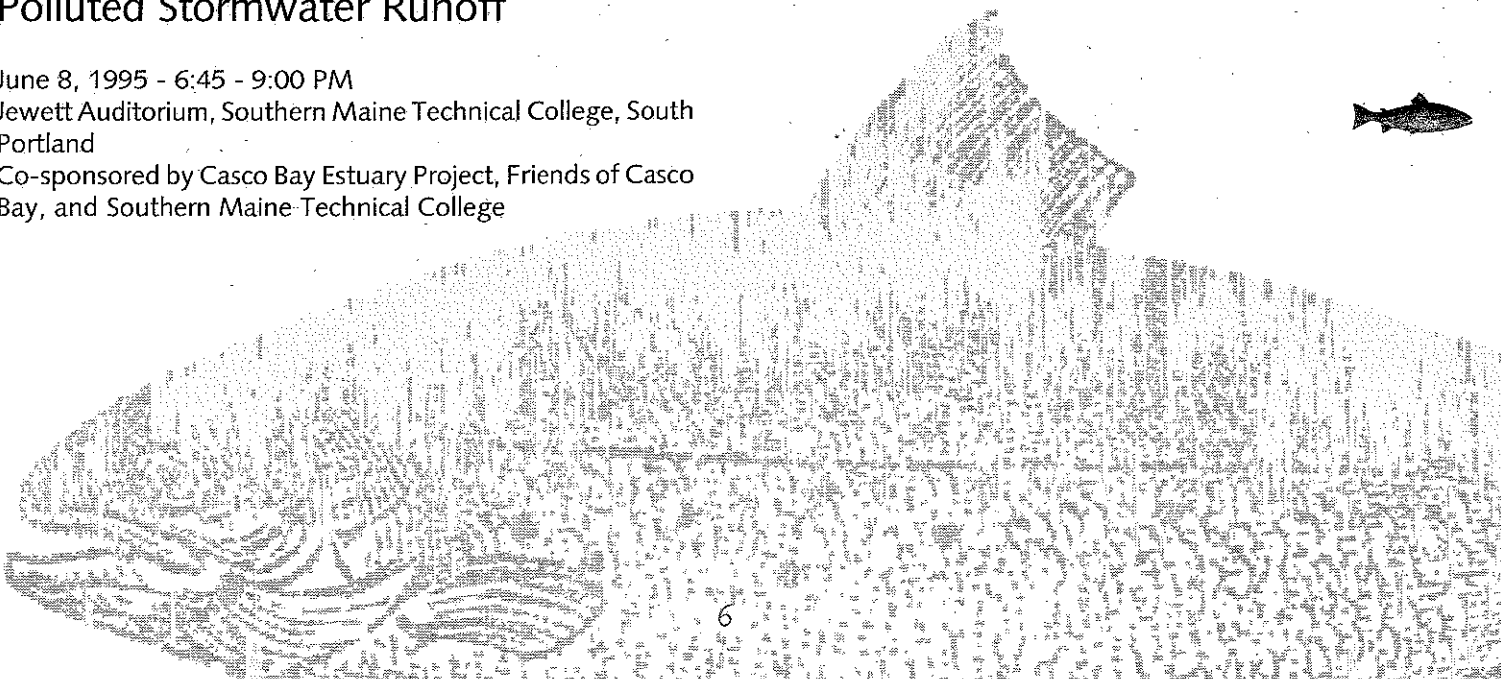 Polluted Stormwater Runoff
June 8, 1995 - 6:45 - 9:00 PM
Jewett Auditorium, Southern Maine Technical College, South
Portland
Co-sponsored by Casco Bay Estuary Project, Friends of Casco
Bay, and Southern Maine Technical College
6